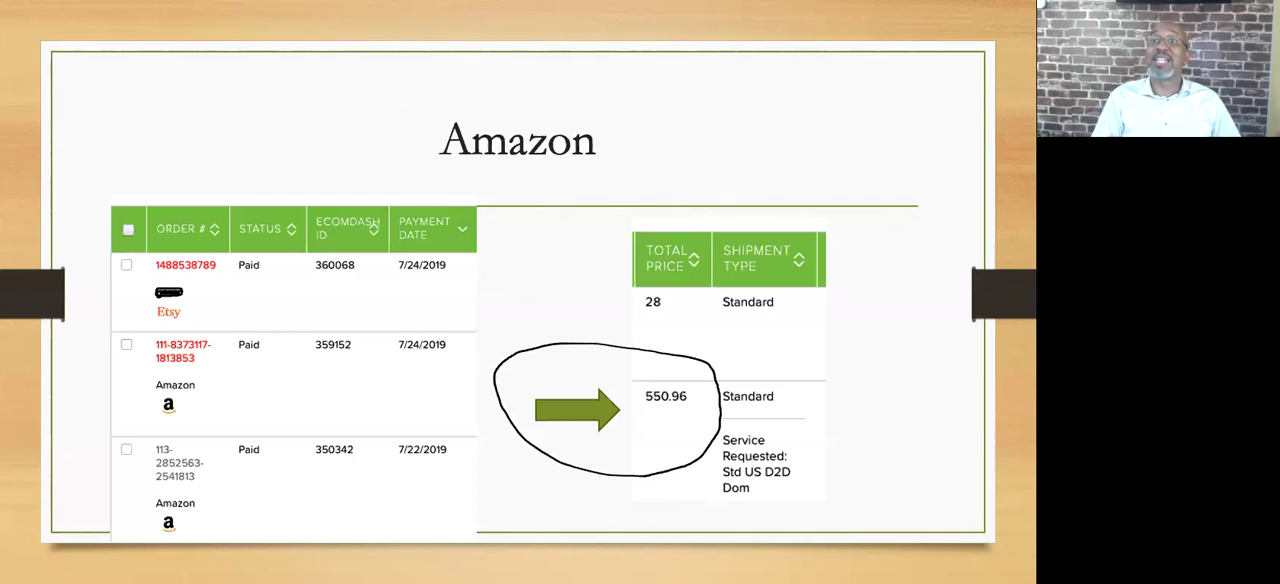 Amazon
ORDER # STATUS ECOMDASH ID PAYMENT DATE
1488538789 Paid 360068 7/24/2019
Etsy
111-8373117-
1813853 Paid 359152 7/24/2019
Amazon
a
113-
2852563-
2541813 Paid 350342 7/22/2019
Amazon
a
TOTAL PRICE SHIPMENT TYPE
28 Standard
550.96 Standard
Service
Requested:
Std US D2D
Dom